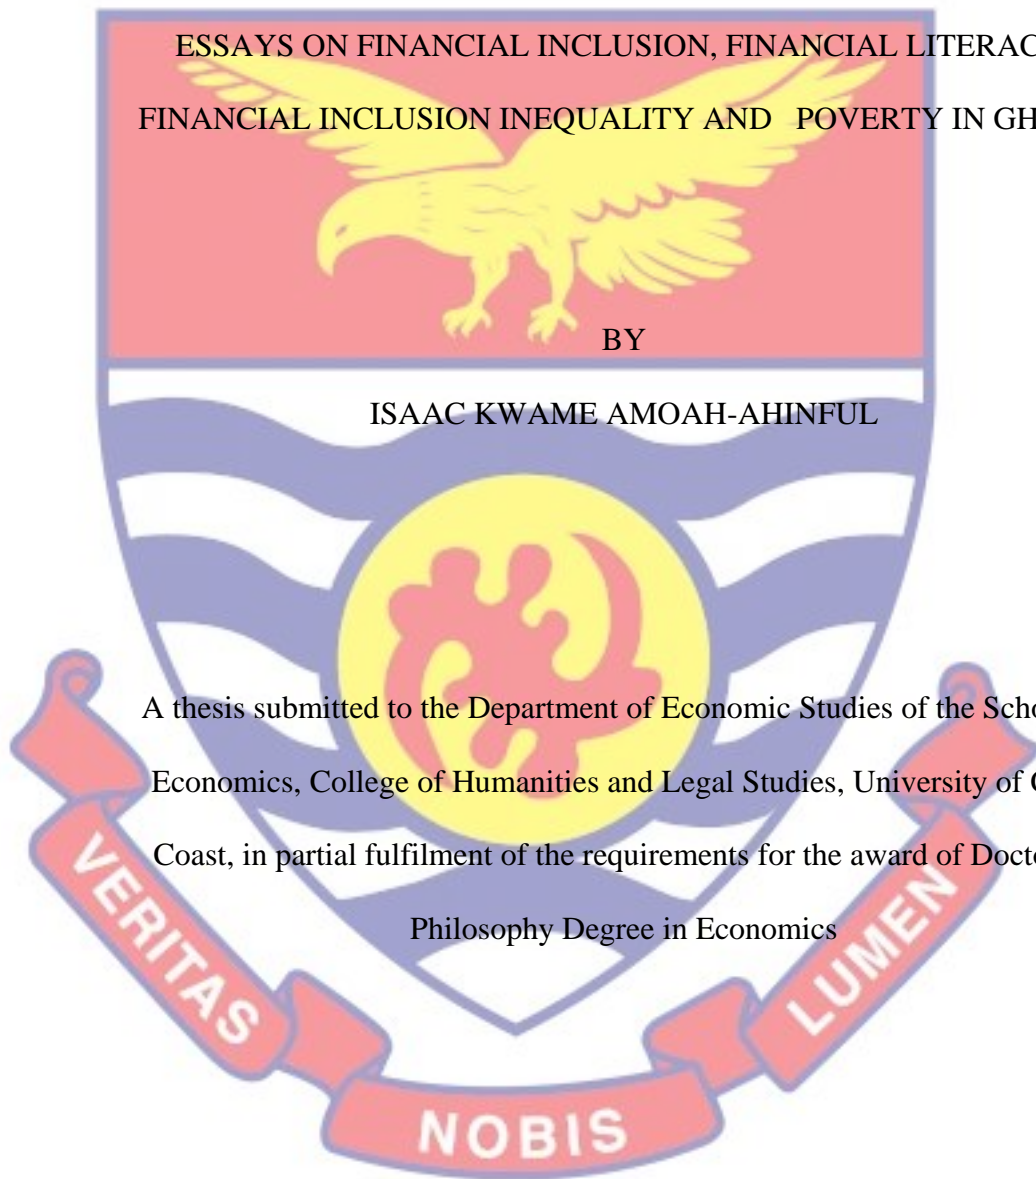 ESSAYS ON FINANCIAL INCLUSION, FINANCIAL LITERAC
FINANCIAL INCLUSION INEQUALITY AND POVERTY IN GH
BY
ISAAC KWAME AMOAH-AHINFUL
A thesis submitted to the Department of Economic Studies of the Scho
Economics, College of Humanities and Legal Studies, University of
Coast, in partial fulfilment of the requirements for the award of Docto
Philosophy Degree in Economics
VERITAS
NOBIS
LUMEN